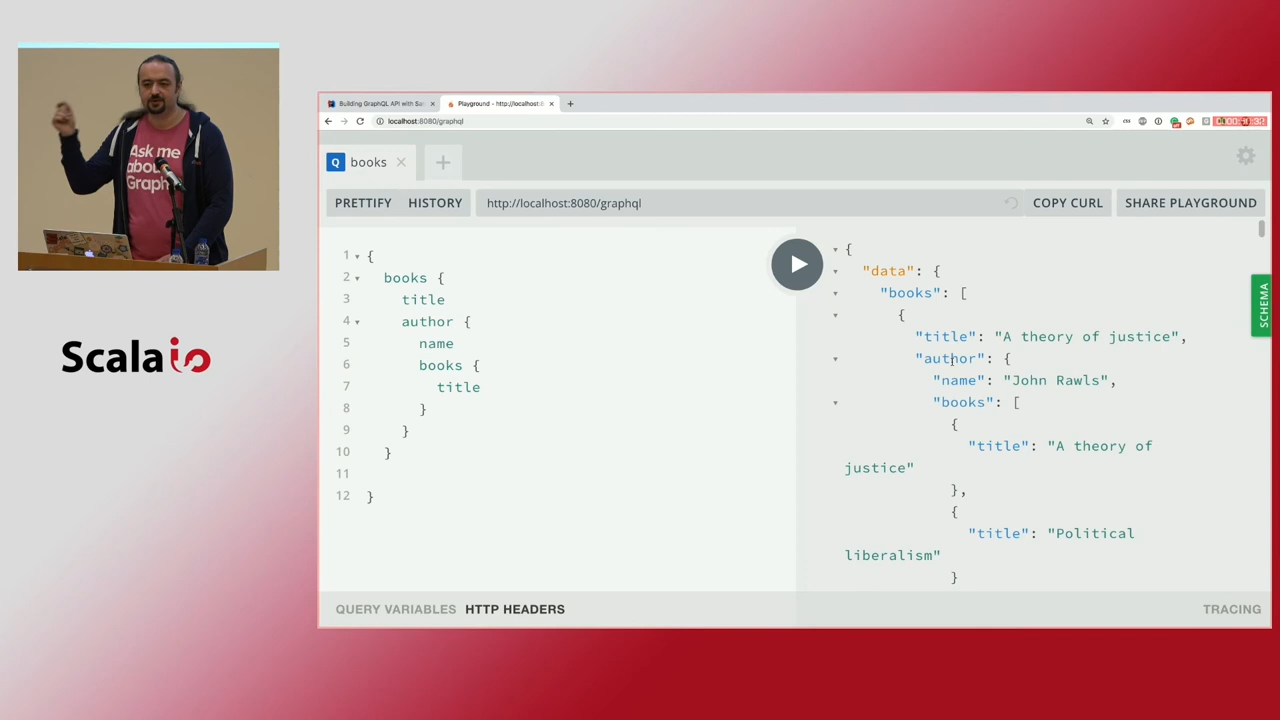 Ask me
about
Graph
Scala io
Building GraphQL API with San
Playground - http://localhost:8
localhost:8080/graphql
Q books
PRETTIFY HISTORY http://localhost:8080/graphql COPY CURL SHARE PLAYGROUND
1 {
2 books {
3 title
4 author {
5 name
6 books {
7 title
8 }
9 }
10 }
11
12 }
{
"data": {
"books": [
{
"title": "A theory of justice",
"author": {
"name": "John Rawls",
"books": [
{
"title": "A theory of
justice"
},
{
"title": "Political
liberalism"
}
SCHEMA
QUERY VARIABLES HTTP HEADERS TRACING